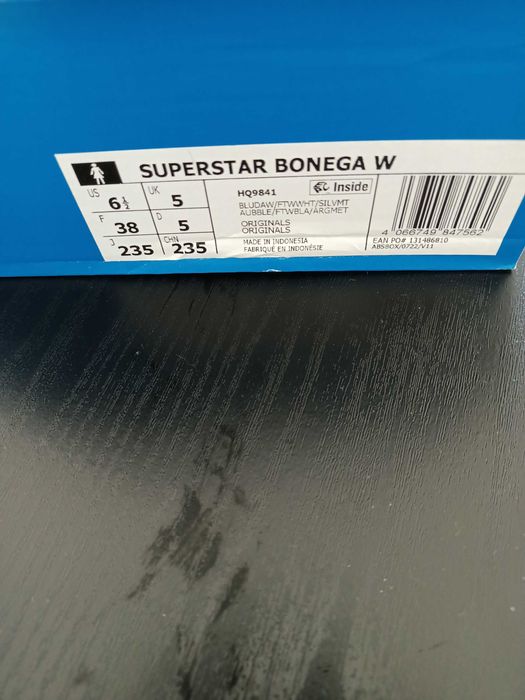 SUPERSTAR BONEGA W
US 6½ UK 5
F 38 D 5
J 235 CHN 235
HQ9841
Inside
BLUDAW/FTWWHT/SILVMT
AUBBLE/FTWBLA/ARGMET
ORIGINALS
ORIGINALS
MADE IN INDONESIA
FABRIQUÉ EN INDONÉSIE
4 066749 847562
EAN PO# 131486810
ABSBOX/0722/V11